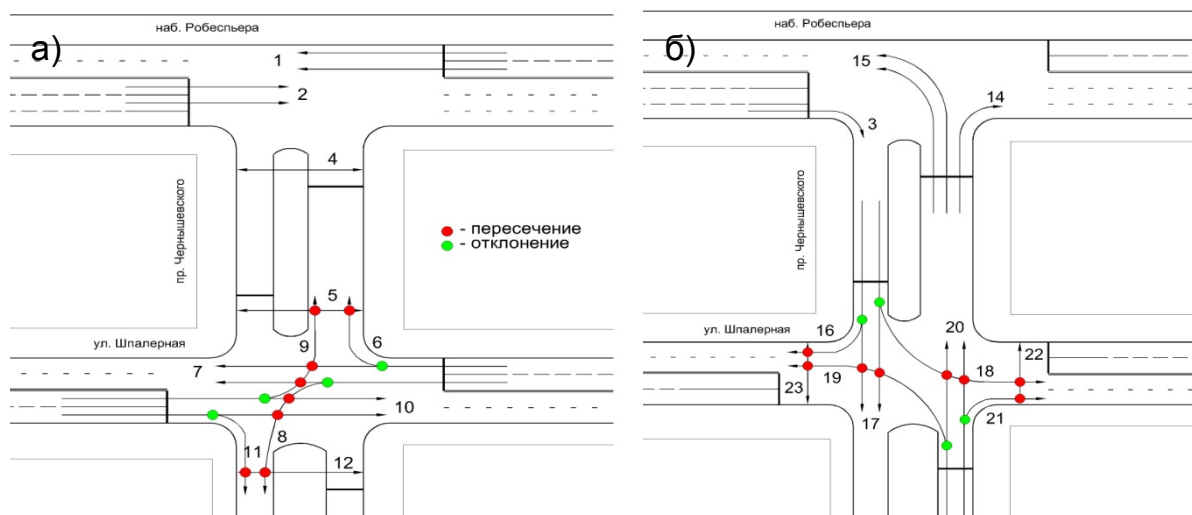 а)
наб. Робеспьера
1
2
4
пр. Чернышевского
- пересечение
- отклонение
5
ул. Шпалерная
9
6
7
10
8
11
12
б)
наб. Робеспьера
15
14
3
пр. Чернышевского
ул. Шпалерная
16
20
22
18
19
23
21
17